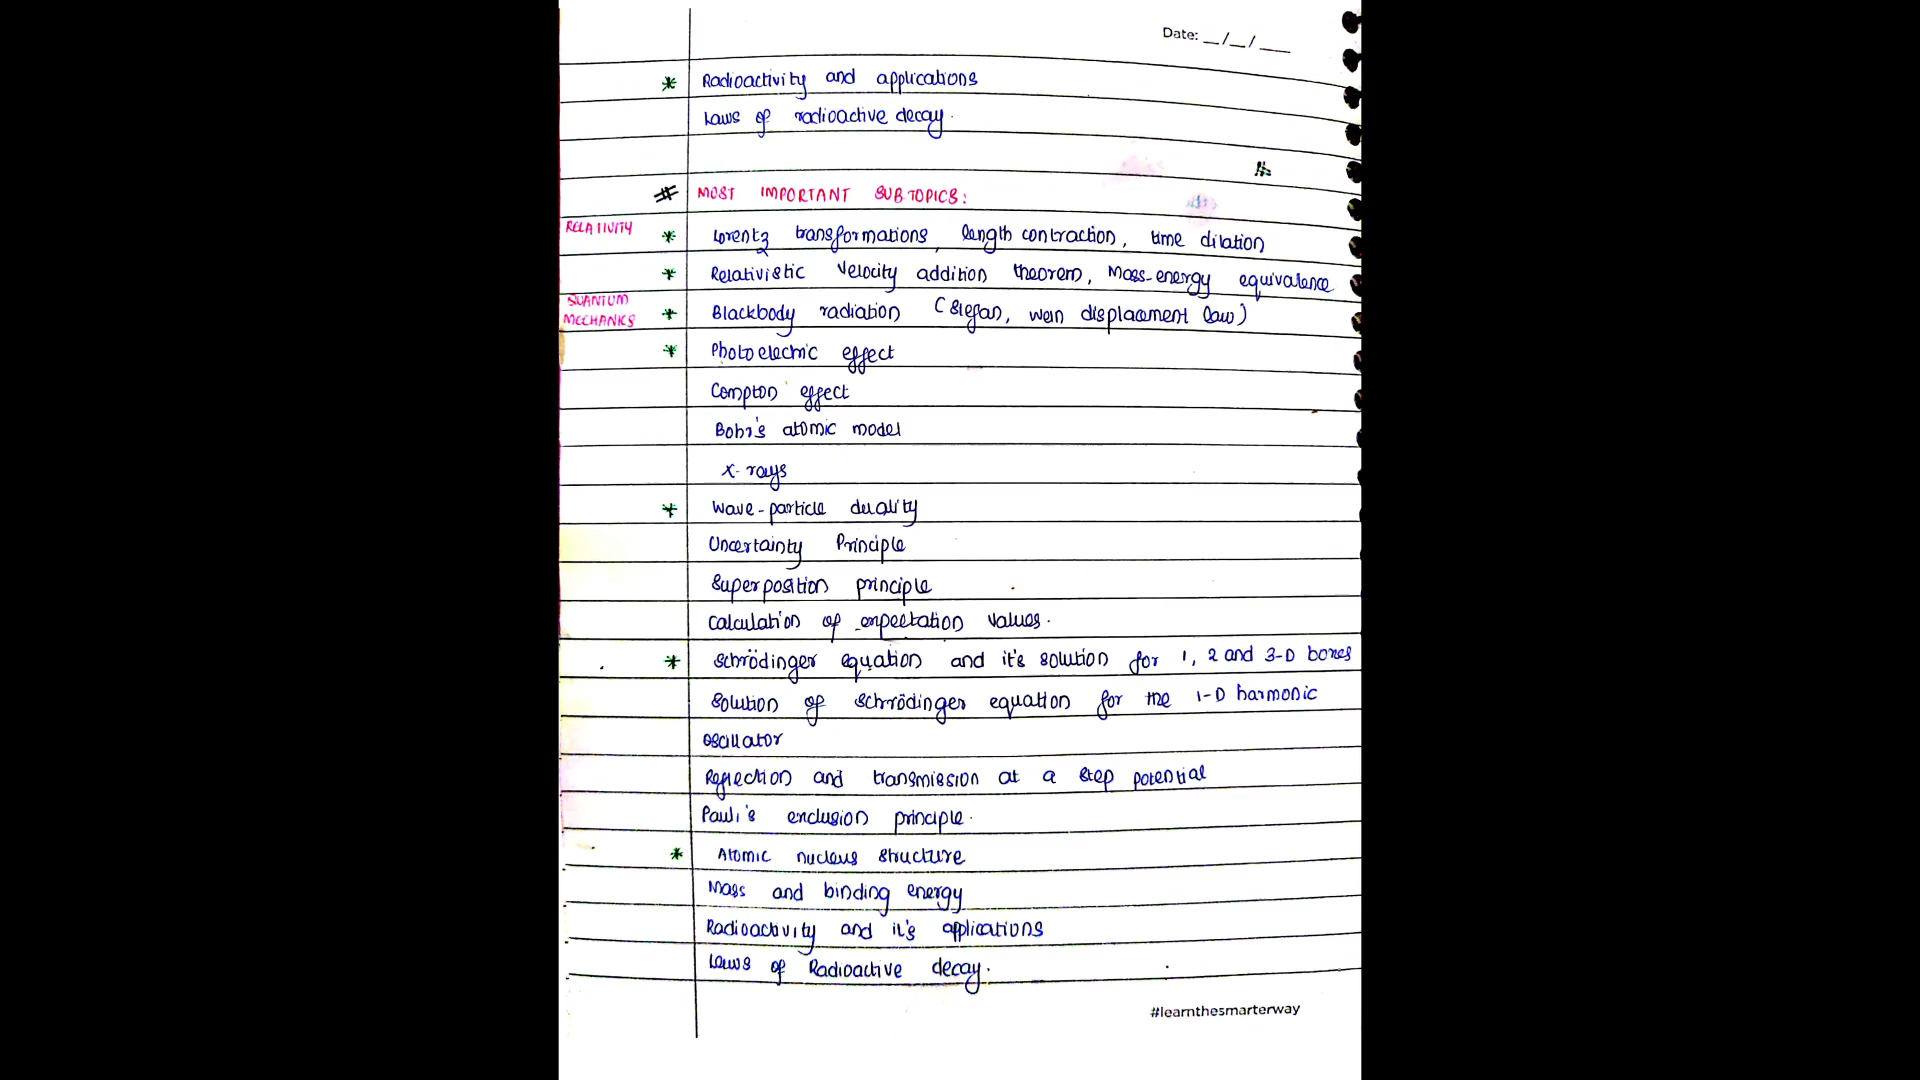 Date: __/__/___
* Radioactivity and applications
Laws of radioactive decay.
# MOST IMPORTANT SUBTOPICS:
RELATIVITY * Lorentz transformations, length contraction, time dilation
* Relativistic velocity addition theorem, Mass-energy equivalence
QUANTUM MECHANICS * Blackbody radiation (Stefan, wein displacement law)
* Photoelectric effect
Compton effect
Bohr's atomic model
X-rays
* Wave-particle duality
Uncertainty Principle
Superposition principle
Calculation of expectation values.
* Schrödinger equation and it's solution for 1, 2 and 3-D boxes
Solution of Schrödinger equation for the 1-D harmonic
oscillator
Reflection and transmission at a step potential
Pauli's exclusion principle.
* Atomic nucleus structure
Mass and binding energy
Radioactivity and it's applications
Laws of Radioactive decay.
#learnthesmarterway